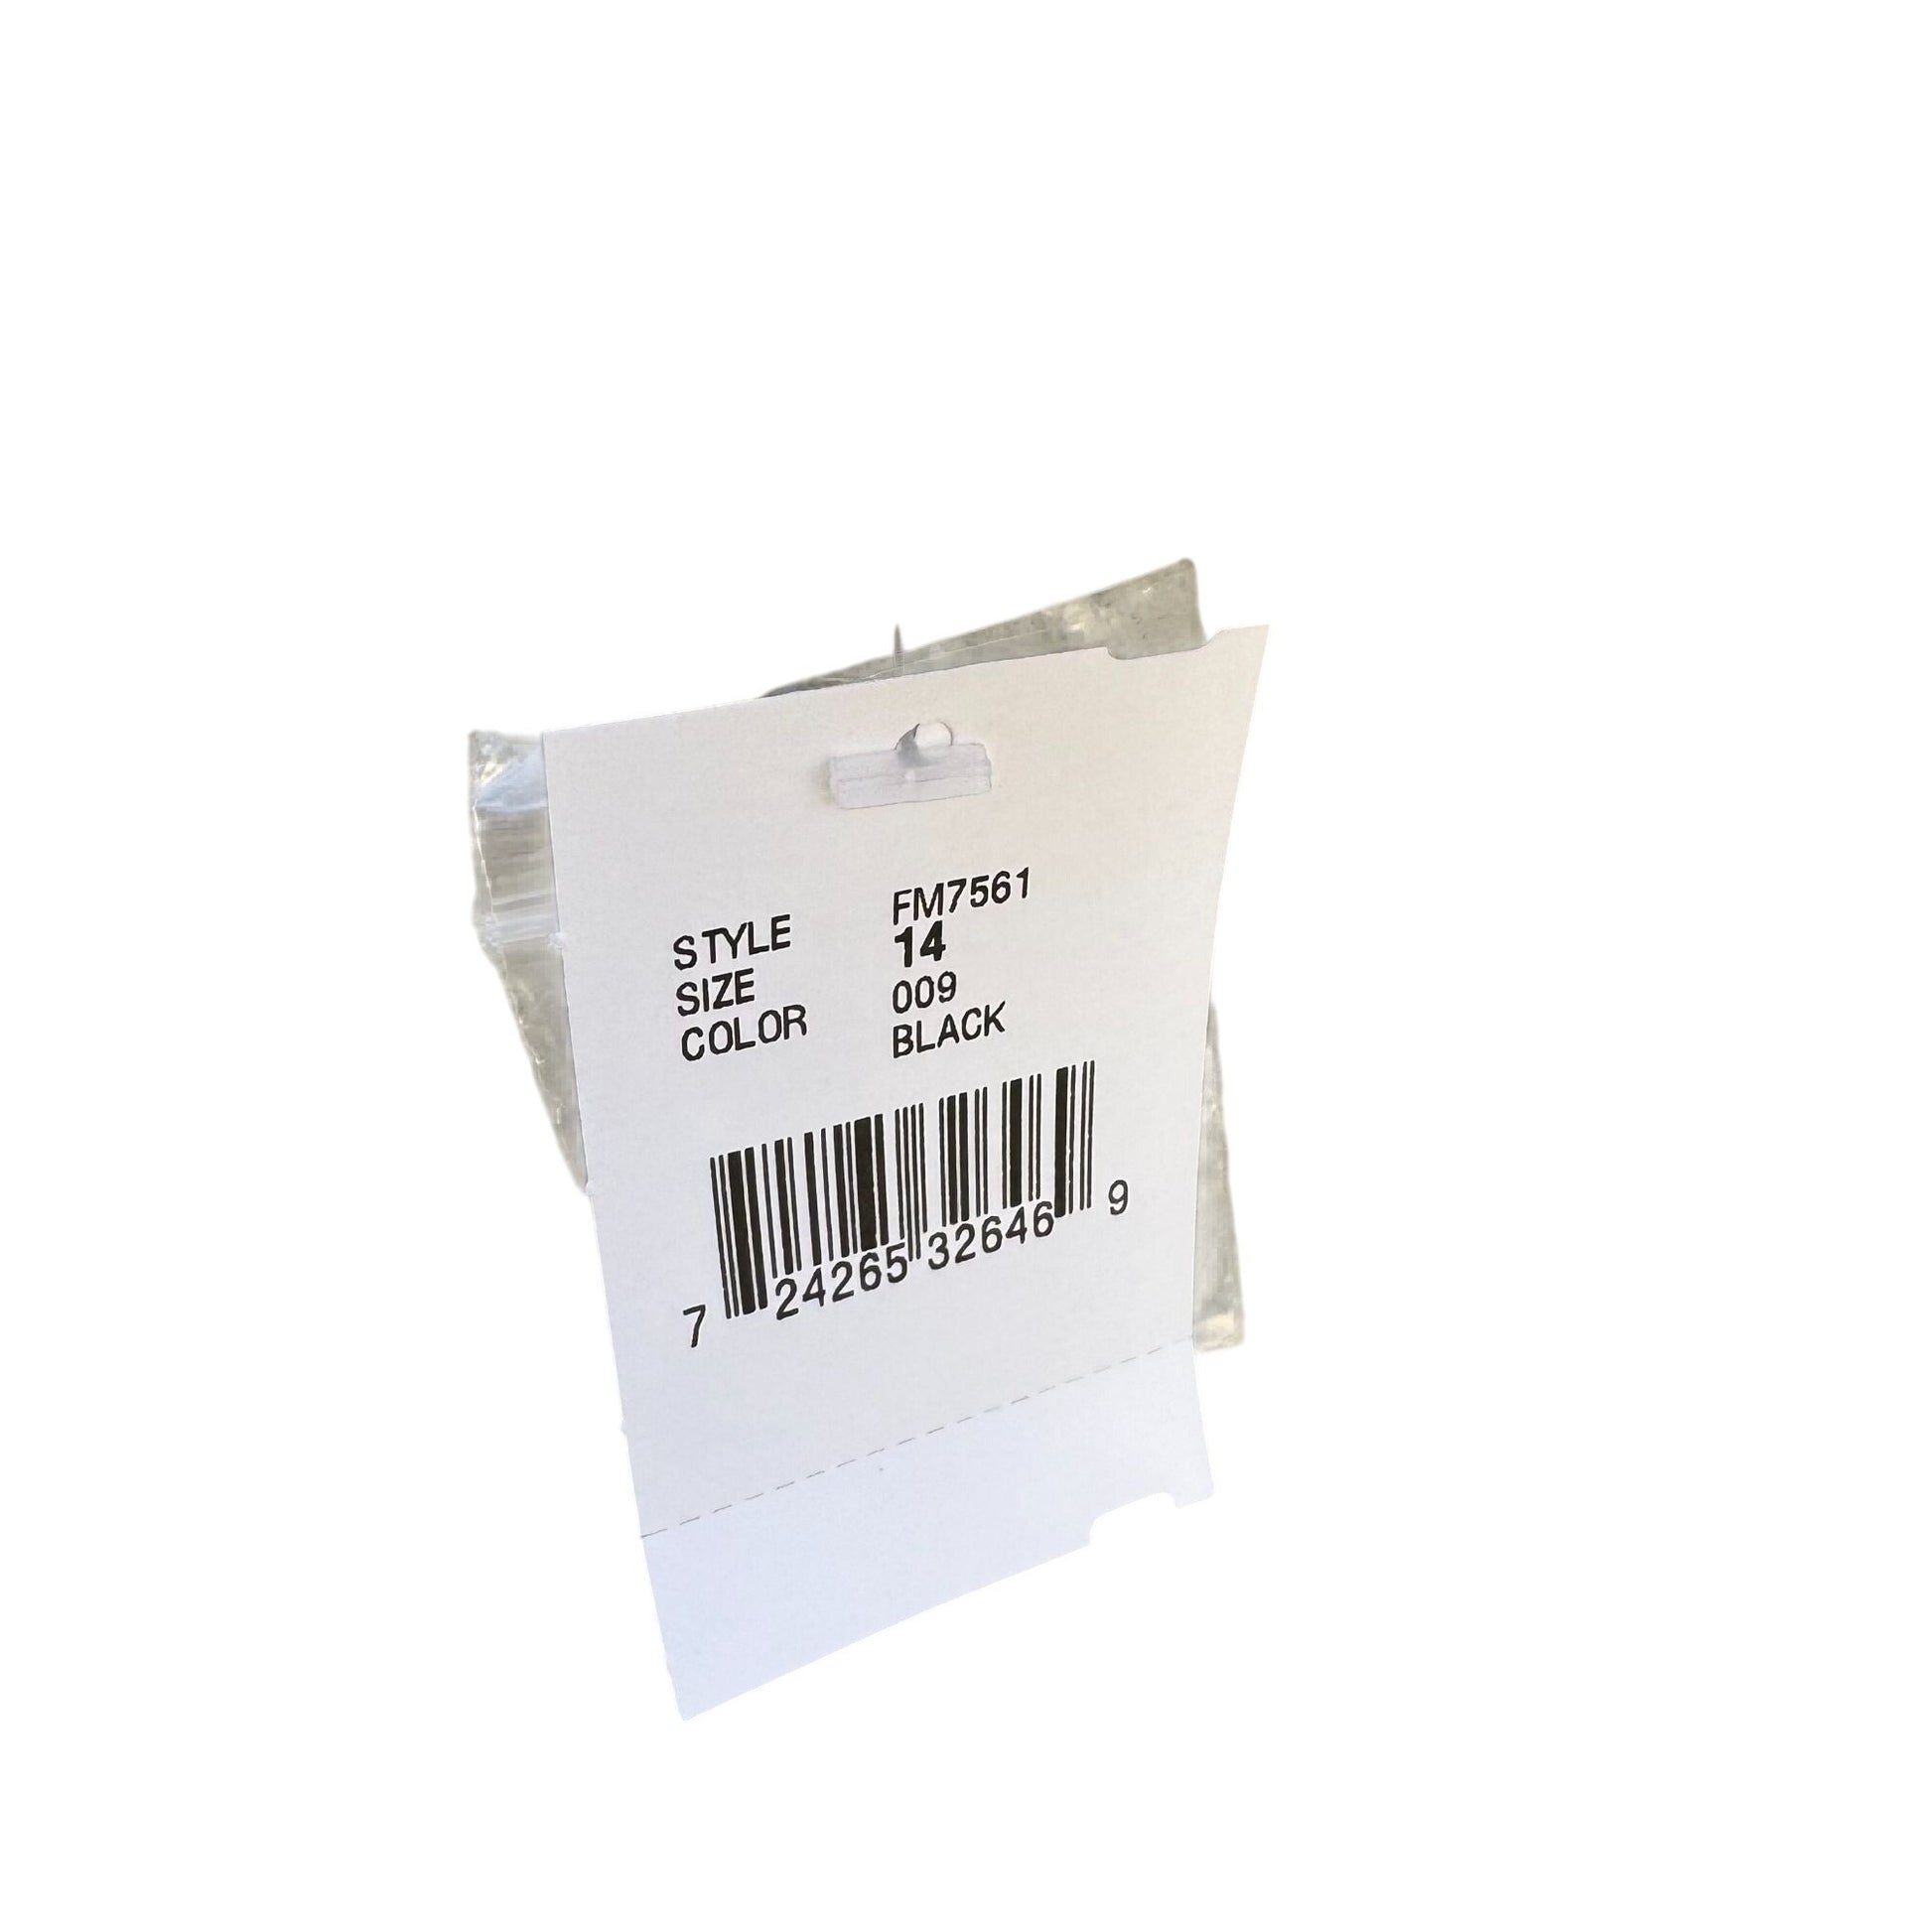 STYLE FM7561
SIZE 14
COLOR 009
BLACK
7 24265 32646 9